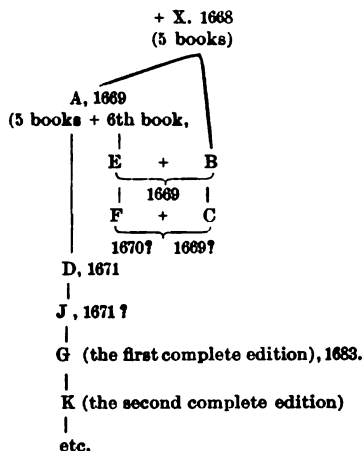 + X. 1668
(5 books)
A, 1669
(5 books + 6th book,
E + B
1669
F + C
1670? 1669?
D, 1671
J, 1671?
G (the first complete edition), 1683.
K (the second complete edition)
etc.